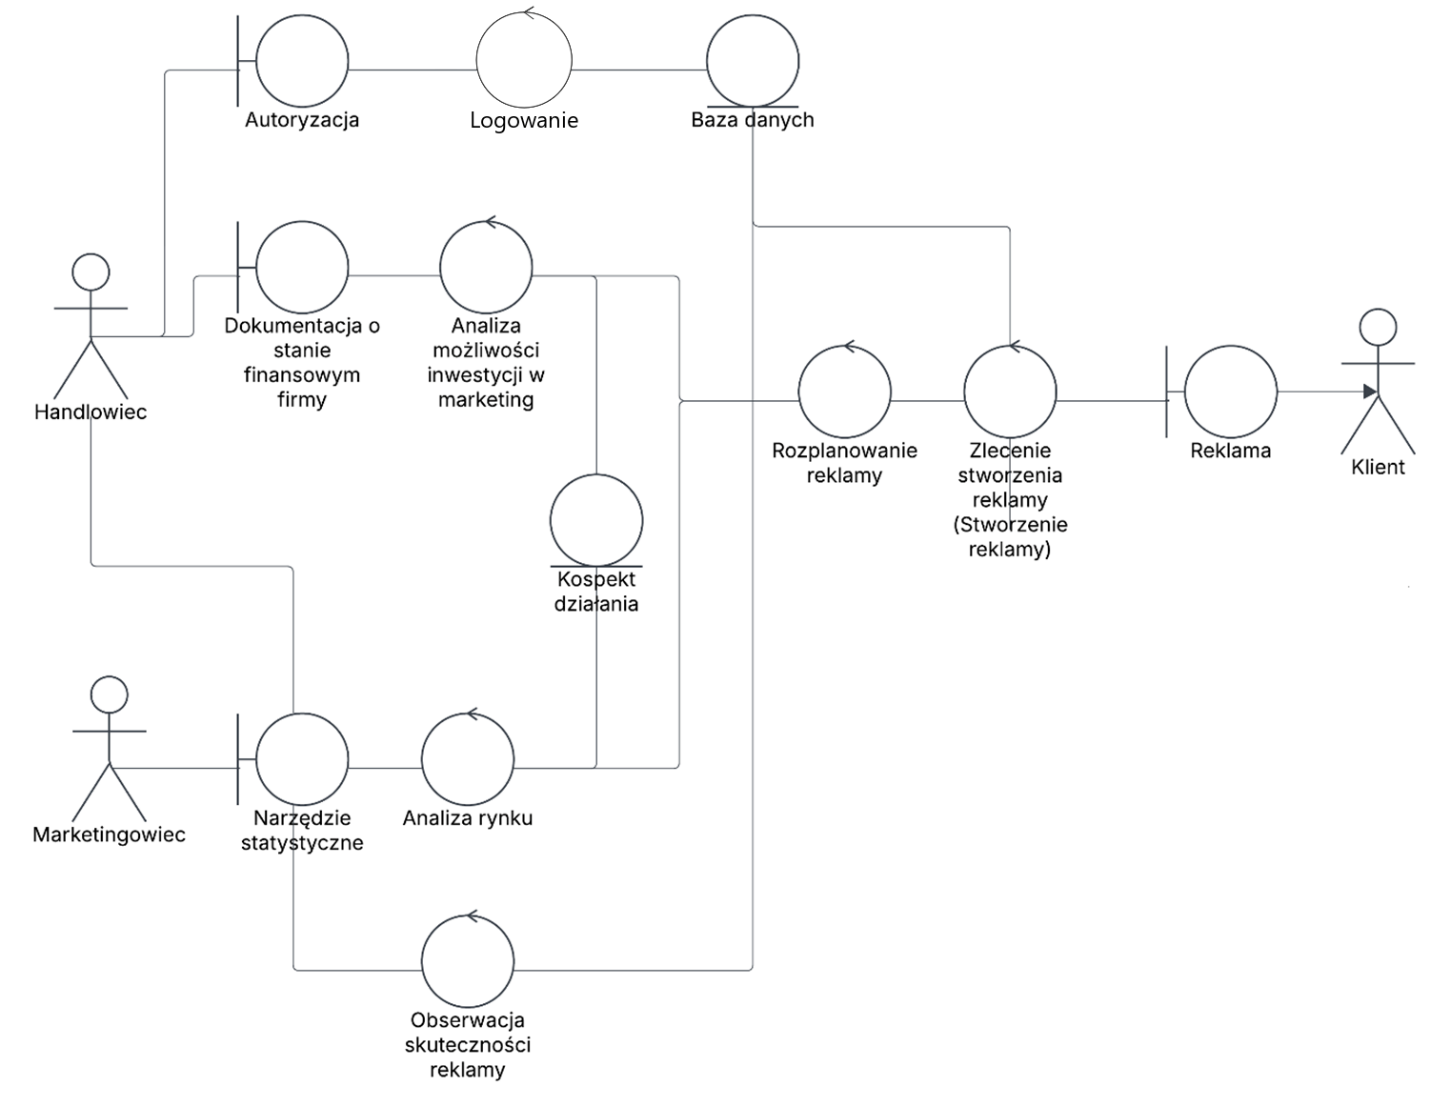 Autoryzacja
Logowanie
Baza danych
Handlowiec
Dokumentacja o
stanie
finansowym
firmy
Analiza
możliwości
inwestycji w
marketing
Rozplanowanie
reklamy
Zlecenie
stworzenia
reklamy
(Stworzenie
reklamy)
Reklama
Klient
Kospekt
działania
Marketingowiec
Narzędzie
statystyczne
Analiza rynku
Obserwacja
skuteczności
reklamy